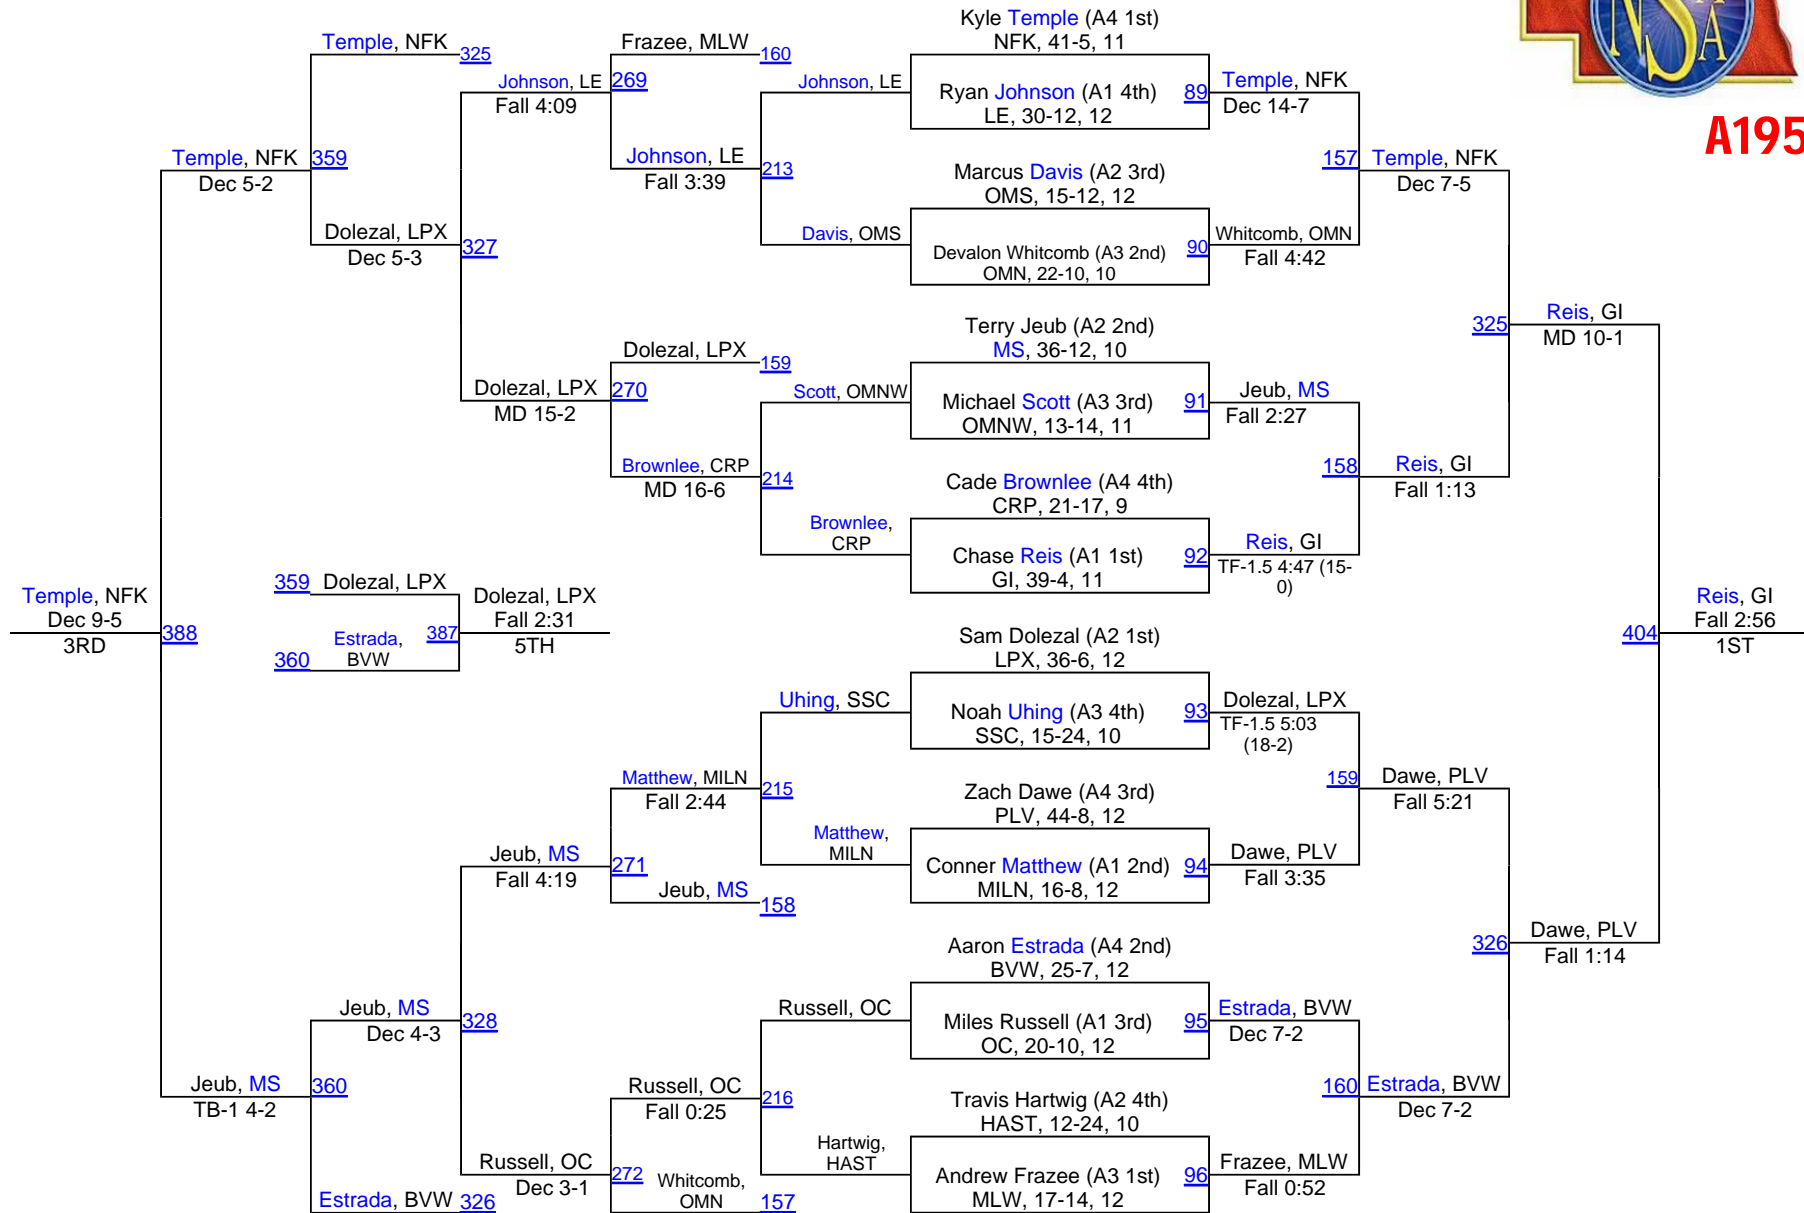 Kyle Temple (A4 1st)
NFK, 41-5, 11
Temple, NFK
325
Frazee, MLW
160
Johnson, LE
269
Fall 4:09
Johnson, LE
Ryan Johnson (A1 4th)
LE, 30-12, 12
89
Temple, NFK
Dec 14-7
NSAA
A195
Temple, NFK
359
Dec 5-2
Johnson, LE
213
Fall 3:39
Marcus Davis (A2 3rd)
OMS, 15-12, 12
157
Temple, NFK
Dec 7-5
Dolezal, LPX
327
Dec 5-3
Davis, OMS
Devalon Whitcomb (A3 2nd)
OMN, 22-10, 10
90
Whitcomb, OMN
Fall 4:42
Terry Jeub (A2 2nd)
MS, 36-12, 10
325
Reis, GI
MD 10-1
Dolezal, LPX
159
Dolezal, LPX
270
MD 15-2
Scott, OMNW
Michael Scott (A3 3rd)
OMNW, 13-14, 11
91
Jeub, MS
Fall 2:27
Brownlee, CRP
214
MD 16-6
Cade Brownlee (A4 4th)
CRP, 21-17, 9
158
Reis, GI
Fall 1:13
Brownlee,
CRP
Chase Reis (A1 1st)
GI, 39-4, 11
92
Reis, GI
TF-1.5 4:47 (15-
0)
Temple, NFK
Dec 9-5
3RD
388
359
Dolezal, LPX
Estrada,
BVW
360
387
Dolezal, LPX
Fall 2:31
5TH
Sam Dolezal (A2 1st)
LPX, 36-6, 12
404
Reis, GI
Fall 2:56
1ST
Uhing, SSC
Noah Uhing (A3 4th)
SSC, 15-24, 10
93
Dolezal, LPX
TF-1.5 5:03
(18-2)
Matthew, MILN
215
Fall 2:44
Zach Dawe (A4 3rd)
PLV, 44-8, 12
159
Dawe, PLV
Fall 5:21
Jeub, MS
271
Fall 4:19
Matthew,
MILN
Conner Matthew (A1 2nd)
MILN, 16-8, 12
94
Dawe, PLV
Fall 3:35
Jeub, MS
158
Aaron Estrada (A4 2nd)
BVW, 25-7, 12
326
Dawe, PLV
Fall 1:14
Jeub, MS
328
Dec 4-3
Russell, OC
Miles Russell (A1 3rd)
OC, 20-10, 12
95
Estrada, BVW
Dec 7-2
Jeub, MS
360
TB-1 4-2
Russell, OC
216
Fall 0:25
Travis Hartwig (A2 4th)
HAST, 12-24, 10
160
Estrada, BVW
Dec 7-2
Russell, OC
272
Dec 3-1
Hartwig,
HAST
Andrew Frazee (A3 1st)
MLW, 17-14, 12
96
Frazee, MLW
Fall 0:52
Estrada, BVW
326
Whitcomb,
OMN
157